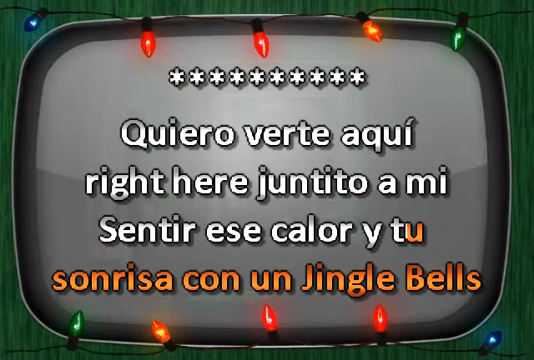 **********
Quiero verte aquí
right here juntito a mi
Sentir ese calor y tu
sonrisa con un Jingle Bells